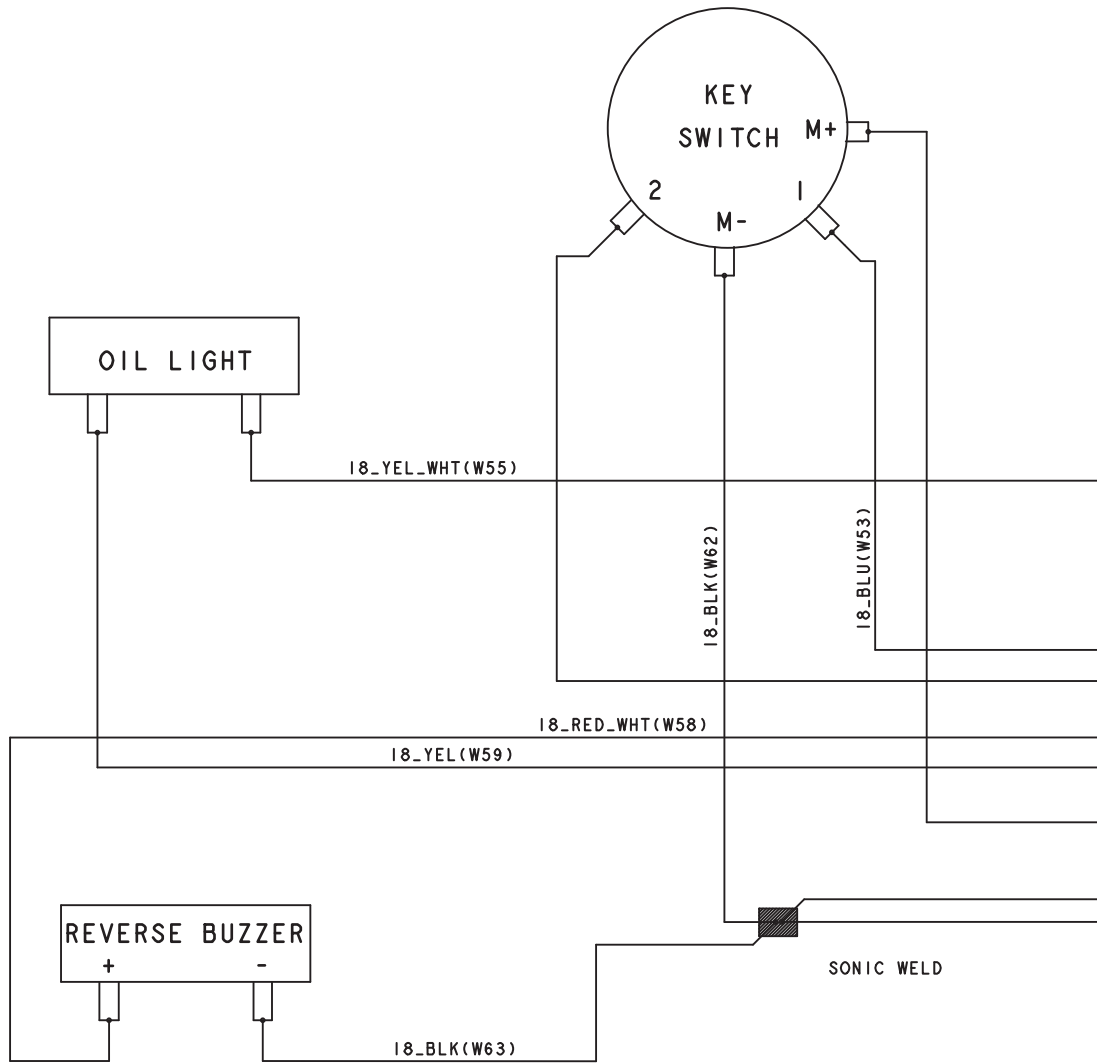 KEY
SWITCH
M+
2
1
M-
OIL LIGHT
18_YEL_WHT(W55)
18_BLK(W62)
18_BLU(W53)
18_RED_WHT(W58)
18_YEL(W59)
REVERSE BUZZER
+ -
SONIC WELD
18_BLK(W63)